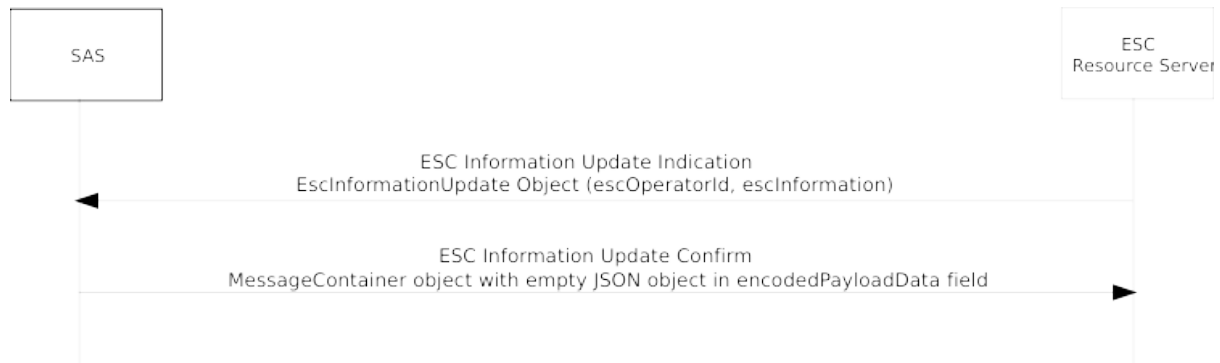 SAS
ESC
Resource Server
ESC Information Update Indication
EscInformationUpdate Object (escOperatorId, escInformation)
ESC Information Update Confirm
MessageContainer object with empty JSON object in encodedPayloadData field